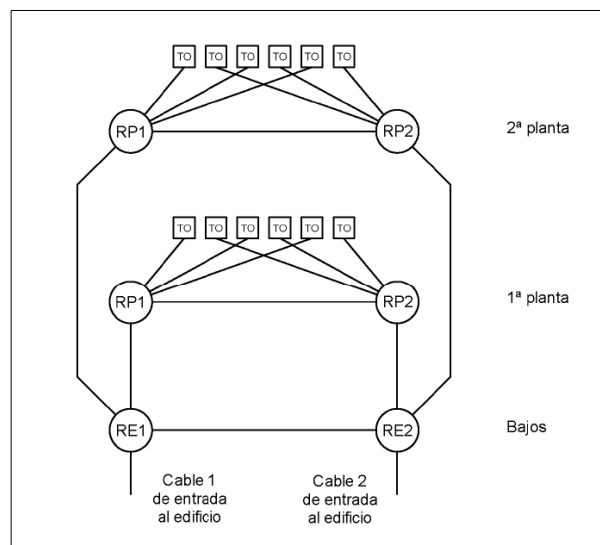 TO TO TO TO TO TO
RP1 RP2 2ª planta
TO TO TO TO TO TO
RP1 RP2 1ª planta
RE1 RE2 Bajos
Cable 1
de entrada
al edificio
Cable 2
de entrada
al edificio